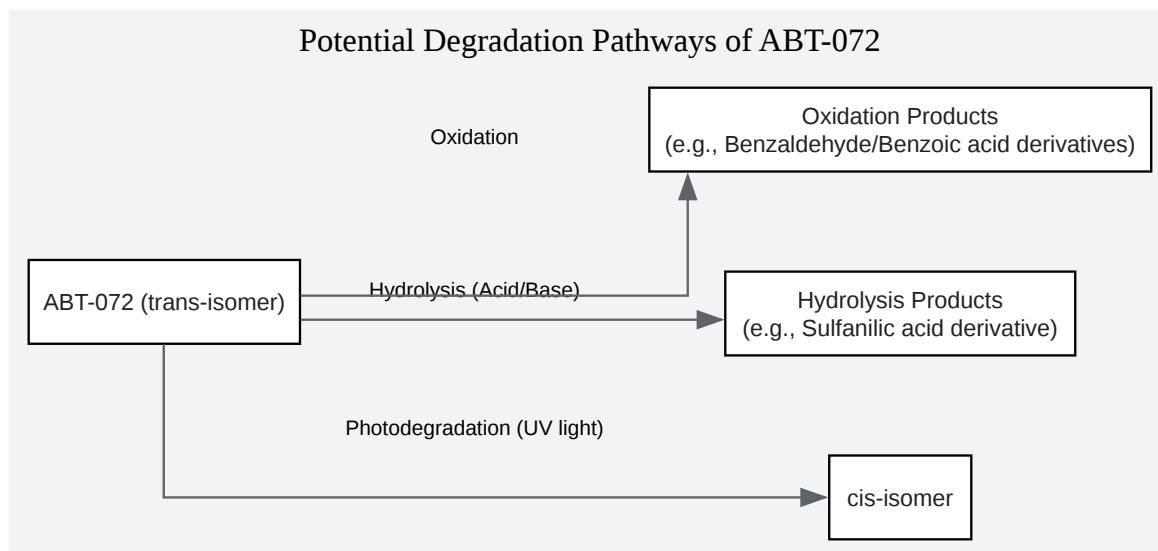 Potential Degradation Pathways of ABT-072
Oxidation
Oxidation Products
(e.g., Benzaldehyde/Benzoic acid derivatives)
ABT-072 (trans-isomer)
Hydrolysis (Acid/Base)
Hydrolysis Products
(e.g., Sulfanilic acid derivative)
Photodegradation (UV light)
cis-isomer